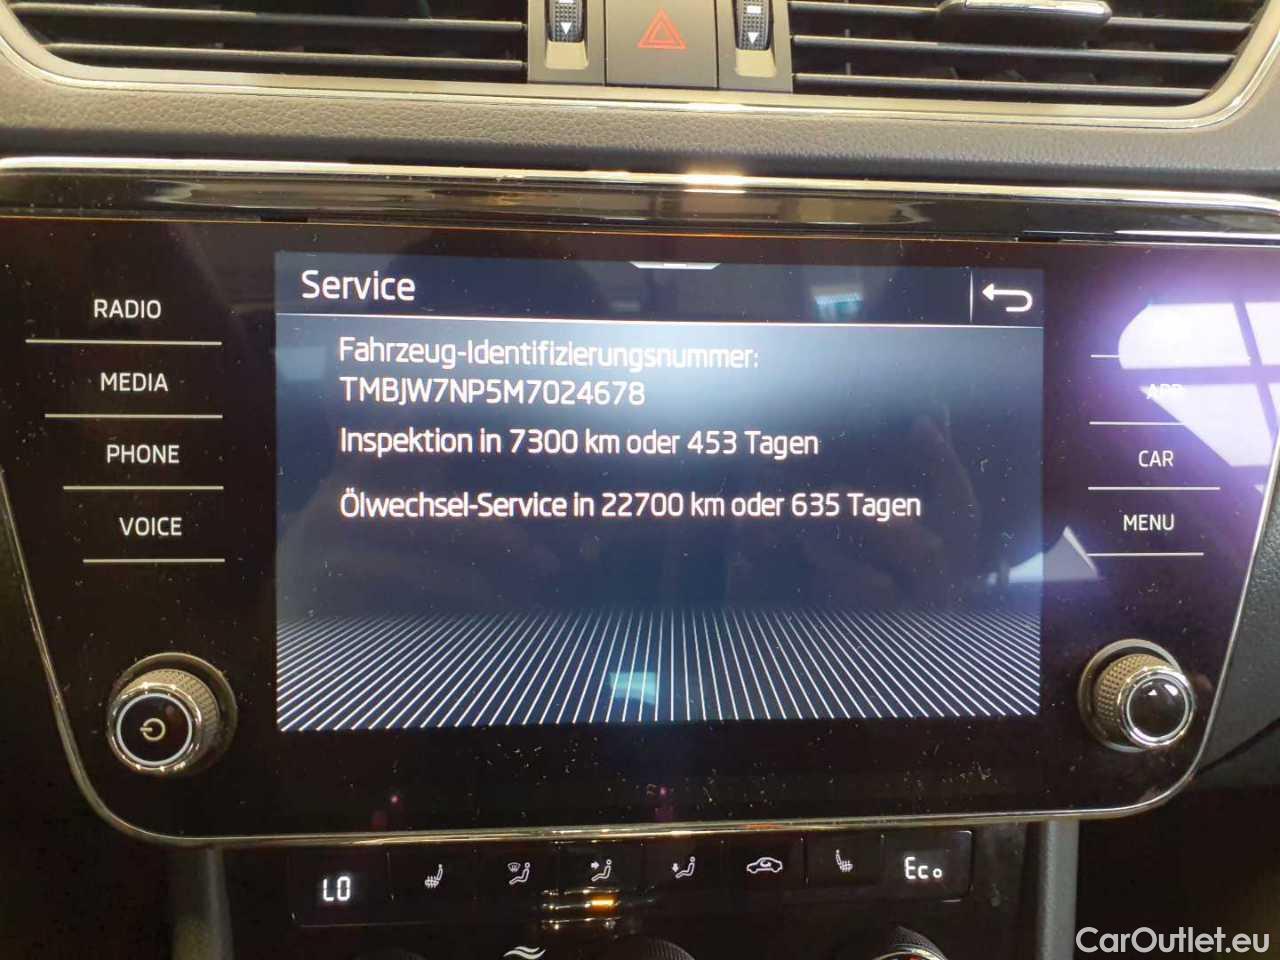 Service
RADIO
MEDIA
PHONE
VOICE
Fahrzeug-Identifizierungsnummer:
TMBJW7NP5M7024678
Inspektion in 7300 km oder 453 Tagen
Ölwechsel-Service in 22700 km oder 635 Tagen
APP
CAR
MENU
LO
Eco
CarOutlet.eu